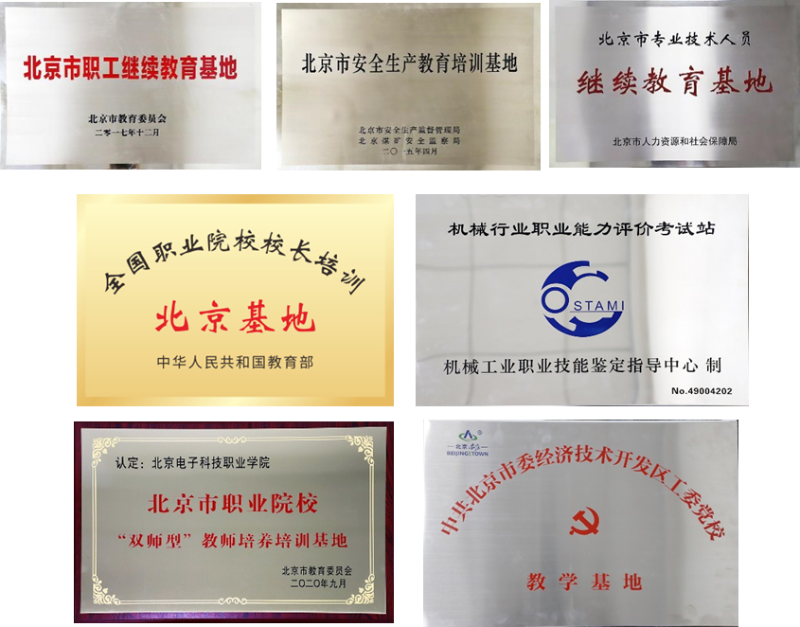 北京市职工继续教育基地
北京市教育委员会
二零一七年十二月
北京市安全生产教育培训基地
北京市安全生产监督管理局
北京煤矿安全监察局
二〇一五年四月
北京市专业技术人员
继续教育基地
北京市人力资源和社会保障局
全国职业院校校长培训
北京基地
中华人民共和国教育部
机械行业职业能力评价考试站
OSTAMI
机械工业职业技能鉴定指导中心 制
No.49004202
认定：北京电子科技职业学院
北京市职业院校
“双师型”教师培养培训基地
北京市教育委员会
二〇二〇年九月
北京
BEIJING ETOWN
中共北京市委经济技术开发区工委党校
教学基地